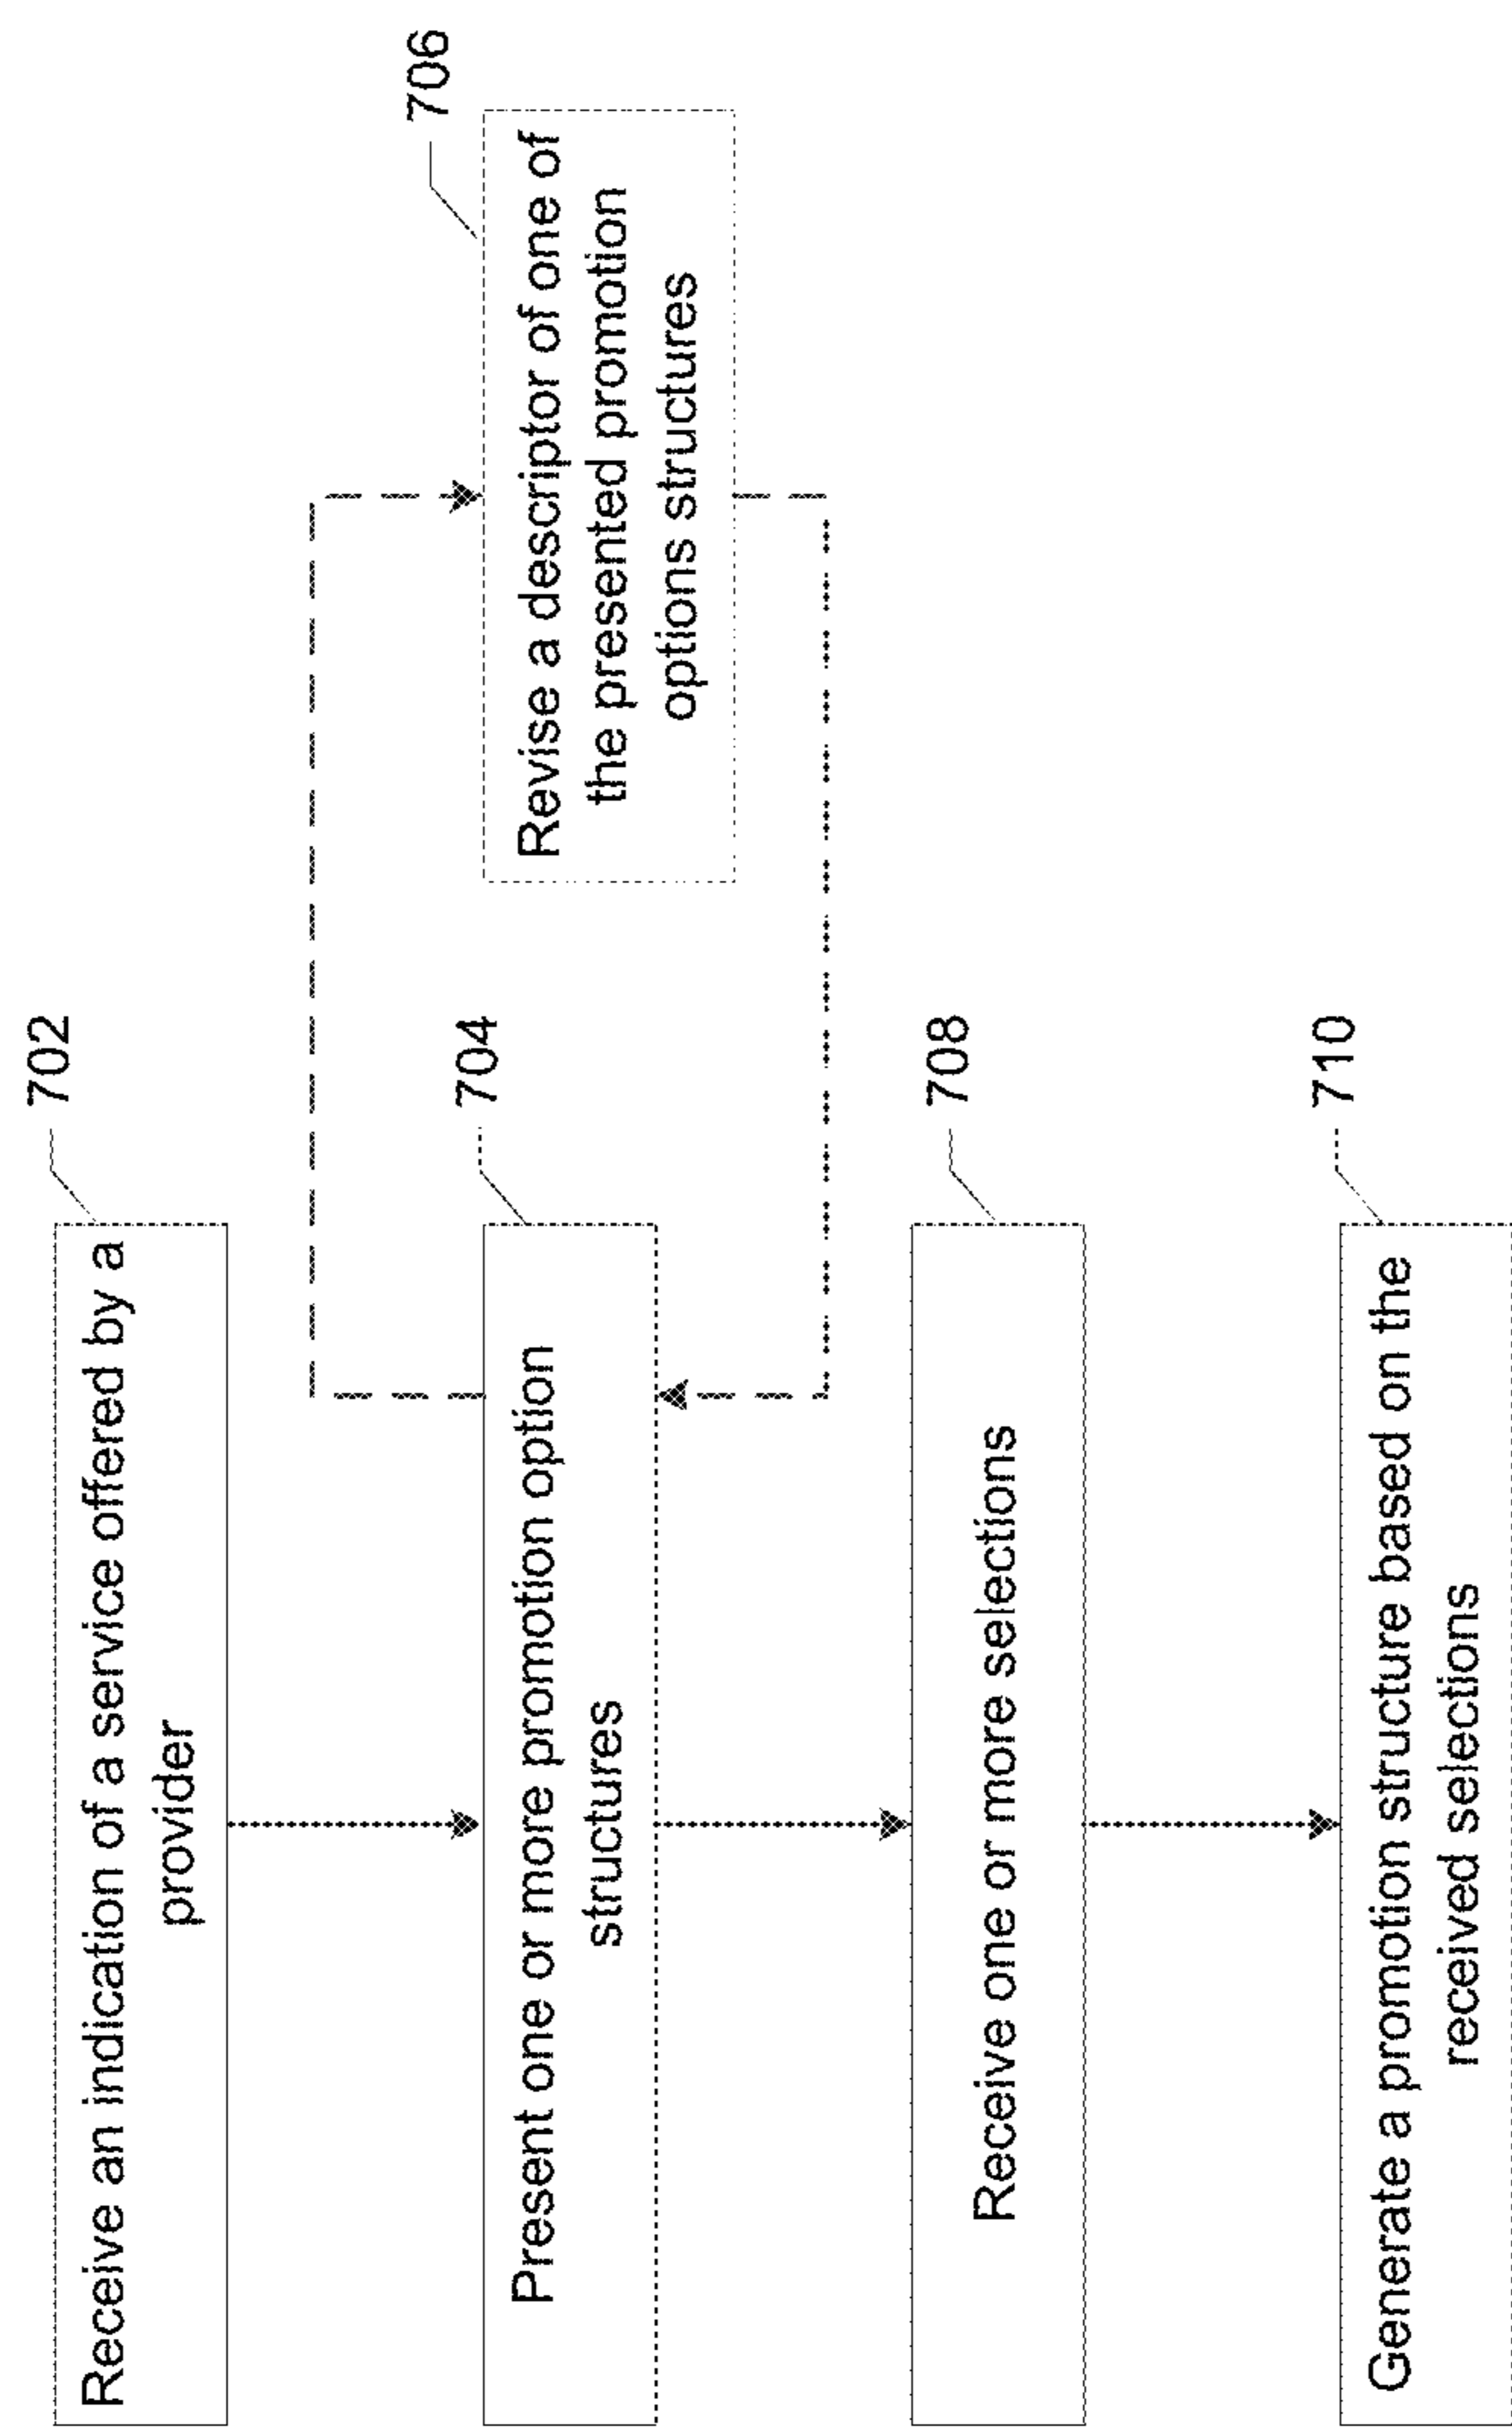 702
Receive an indication of a service offered by a
provider
704
Present one or more promotion option
structures
706
Revise a descriptor of one of
the presented promotion
options structures
708
Receive one or more selections
710
Generate a promotion structure based on the
received selections